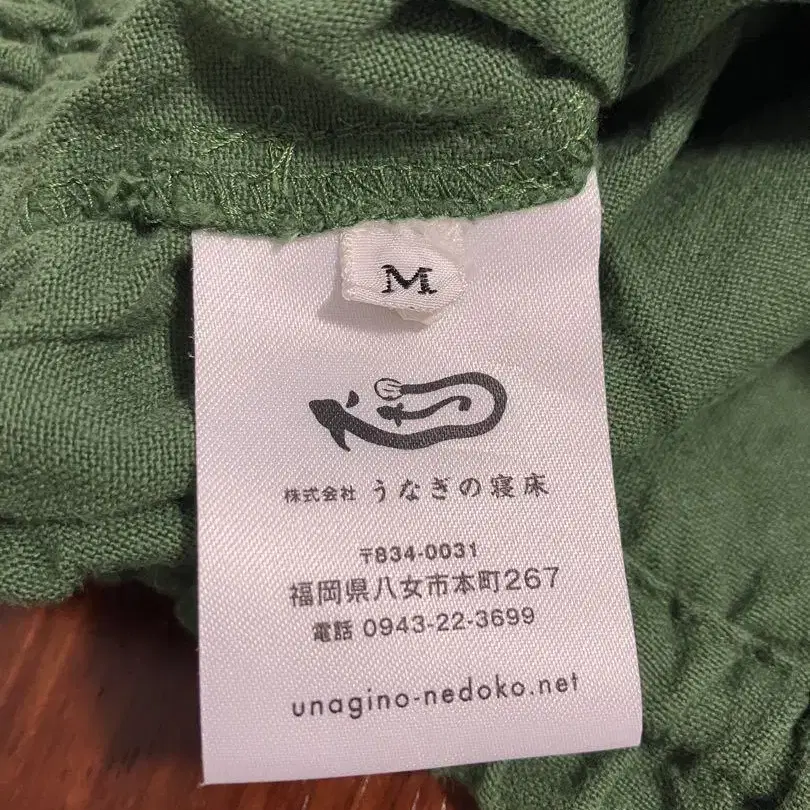 M
株式会社 うなぎの寝床
〒834-0031
福岡県八女市本町267
電話 0943-22-3699
unagino-nedoko.net